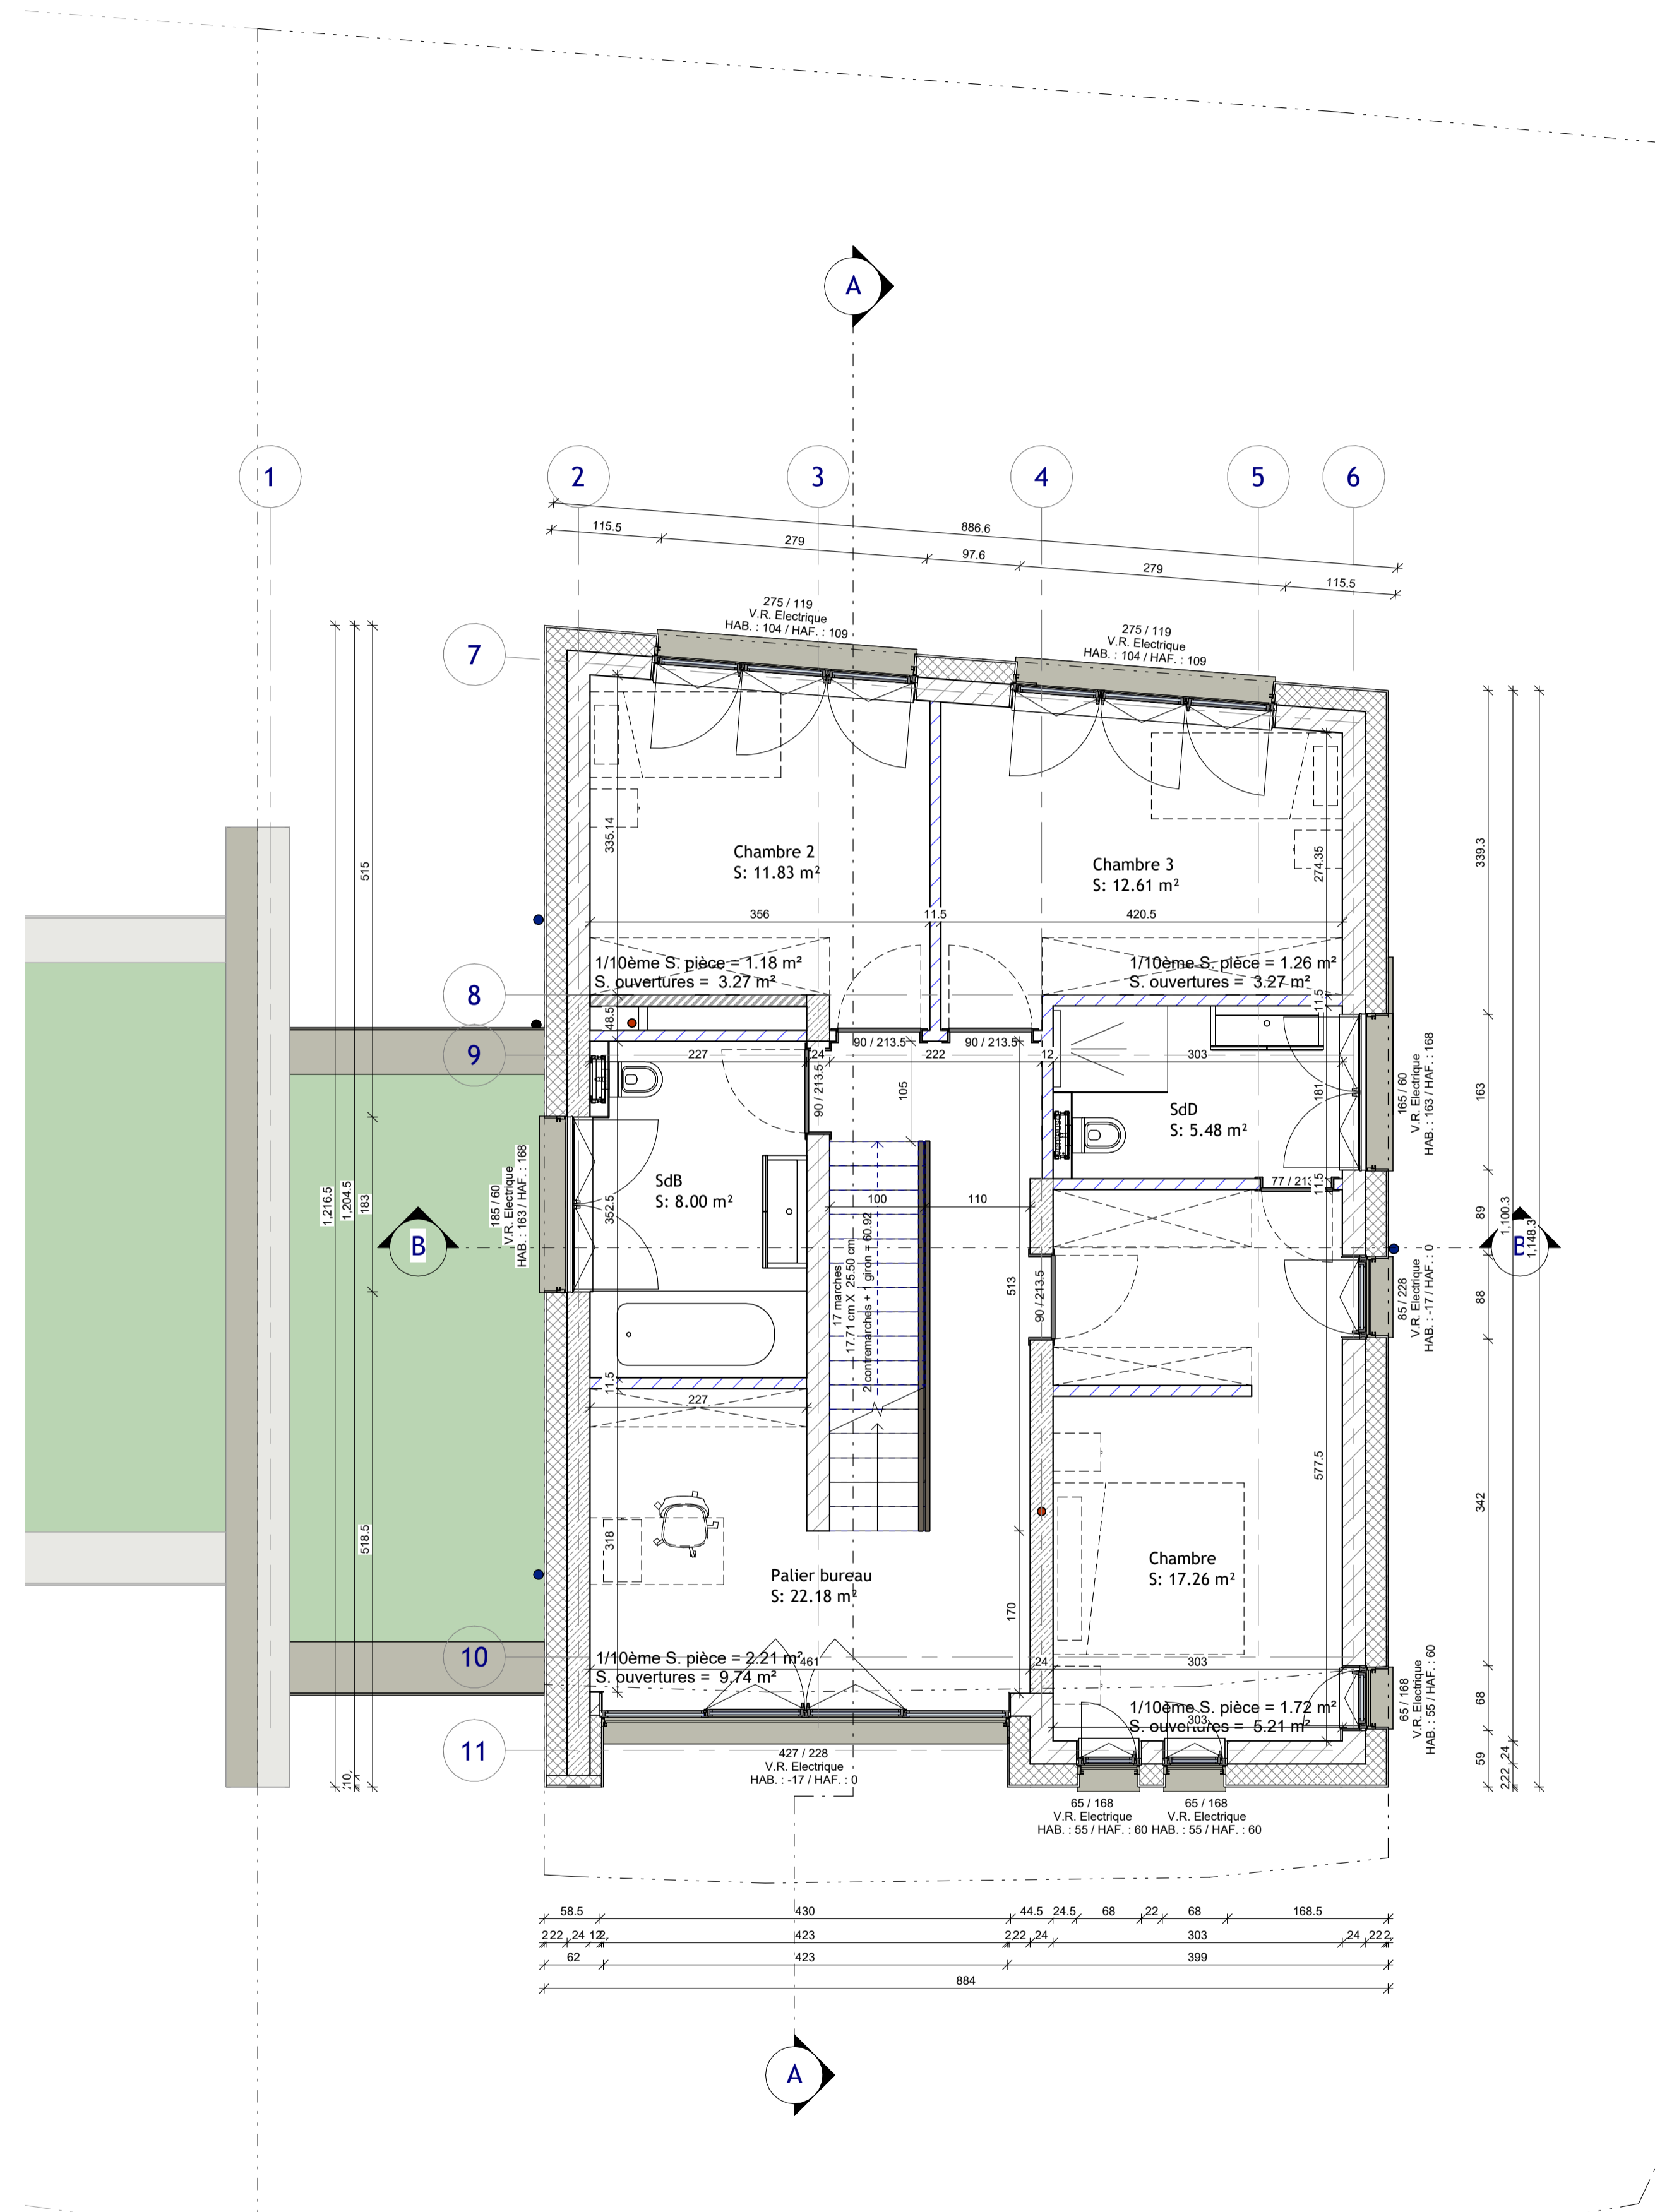 A
1
2
3
4
5
6
886.6
115.5
279
97.6
279
115.5
275 / 119
V.R. Electrique
HAB. : 104 / HAF. : 109
275 / 119
V.R. Electrique
HAB. : 104 / HAF. : 109
7
Chambre 2
S: 11.83 m²
Chambre 3
S: 12.61 m²
335.14
274.35
515
339.3
356
11.5
420.5
1/10ème S. pièce = 1.18 m²
S. ouvertures = 3.27 m²
1/10ème S. pièce = 1.26 m²
S. ouvertures = 3.27 m²
8
11.5
48.5
9
227
24
90 / 213.5
222
90 / 213.5
12
303
90 / 213.5
105
181
163
165 / 60
V.R. Electrique
HAB. : 163 / HAF. : 168
SdD
S: 5.48 m²
SdB
S: 8.00 m²
185 / 60
V.R. Electrique
HAB. : 163 / HAF. : 168
1,216.5
1,204.5
183
352.5
100
110
11.5
89
1,100.3
1,148.3
B
B
17 marches
17.71 cm X 25.50 cm
2 contremarches + 1 giron = 60.92
513
90 / 213.5
88
85 / 228
V.R. Electrique
HAB. : -17 / HAF. : 0
11.5
227
577.5
342
518.5
318
Palier bureau
S: 22.18 m²
Chambre
S: 17.26 m²
170
10
1/10ème S. pièce = 2.21 m²
S. ouvertures = 9.74 m²
461
24
303
1/10ème S. pièce = 1.72 m²
S. ouvertures = 5.21 m²
303
68
65 / 168
V.R. Electrique
HAB. : 55 / HAF. : 60
11
10
59
24
222
427 / 228
V.R. Electrique
HAB. : -17 / HAF. : 0
65 / 168
V.R. Electrique
HAB. : 55 / HAF. : 60
65 / 168
V.R. Electrique
HAB. : 55 / HAF. : 60
58.5
430
44.5
24.5
68
22
68
168.5
222
24
12
423
222
24
303
24
222
62
423
399
884
A